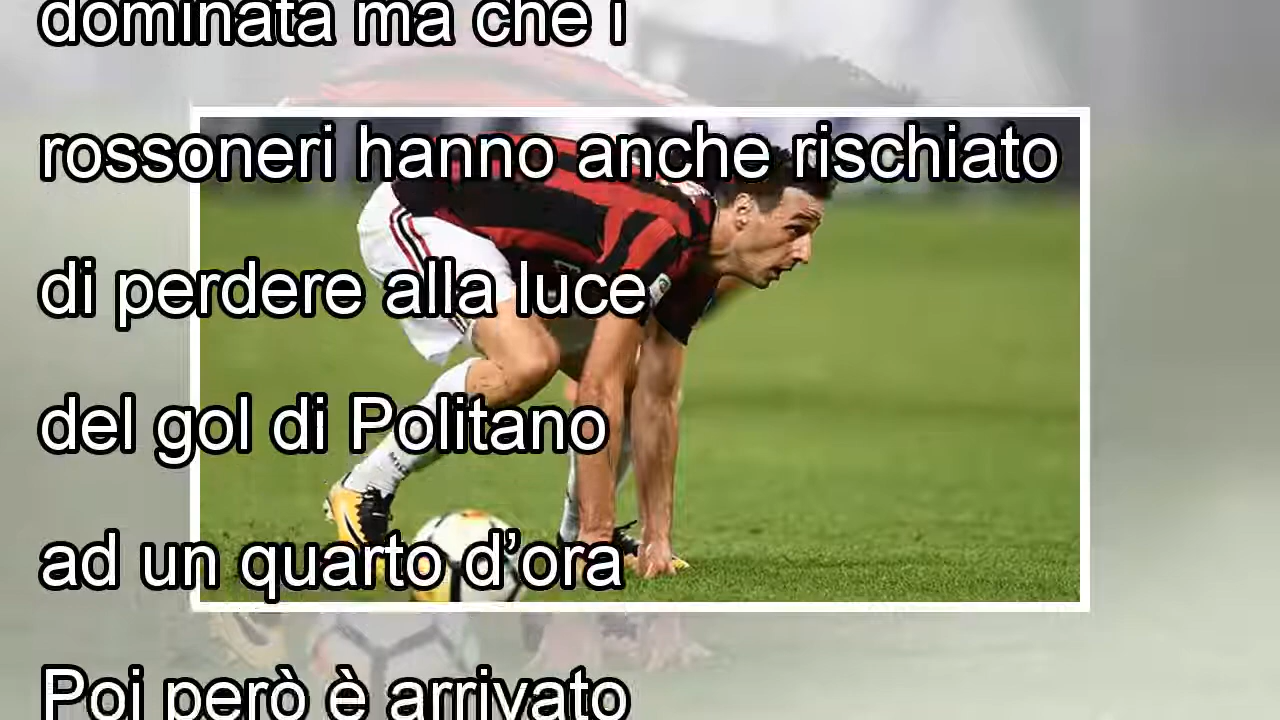 dominata ma che i
rossoneri hanno anche rischiato
di perdere alla luce
del gol di Politano
ad un quarto d’ora
Poi però è arrivato